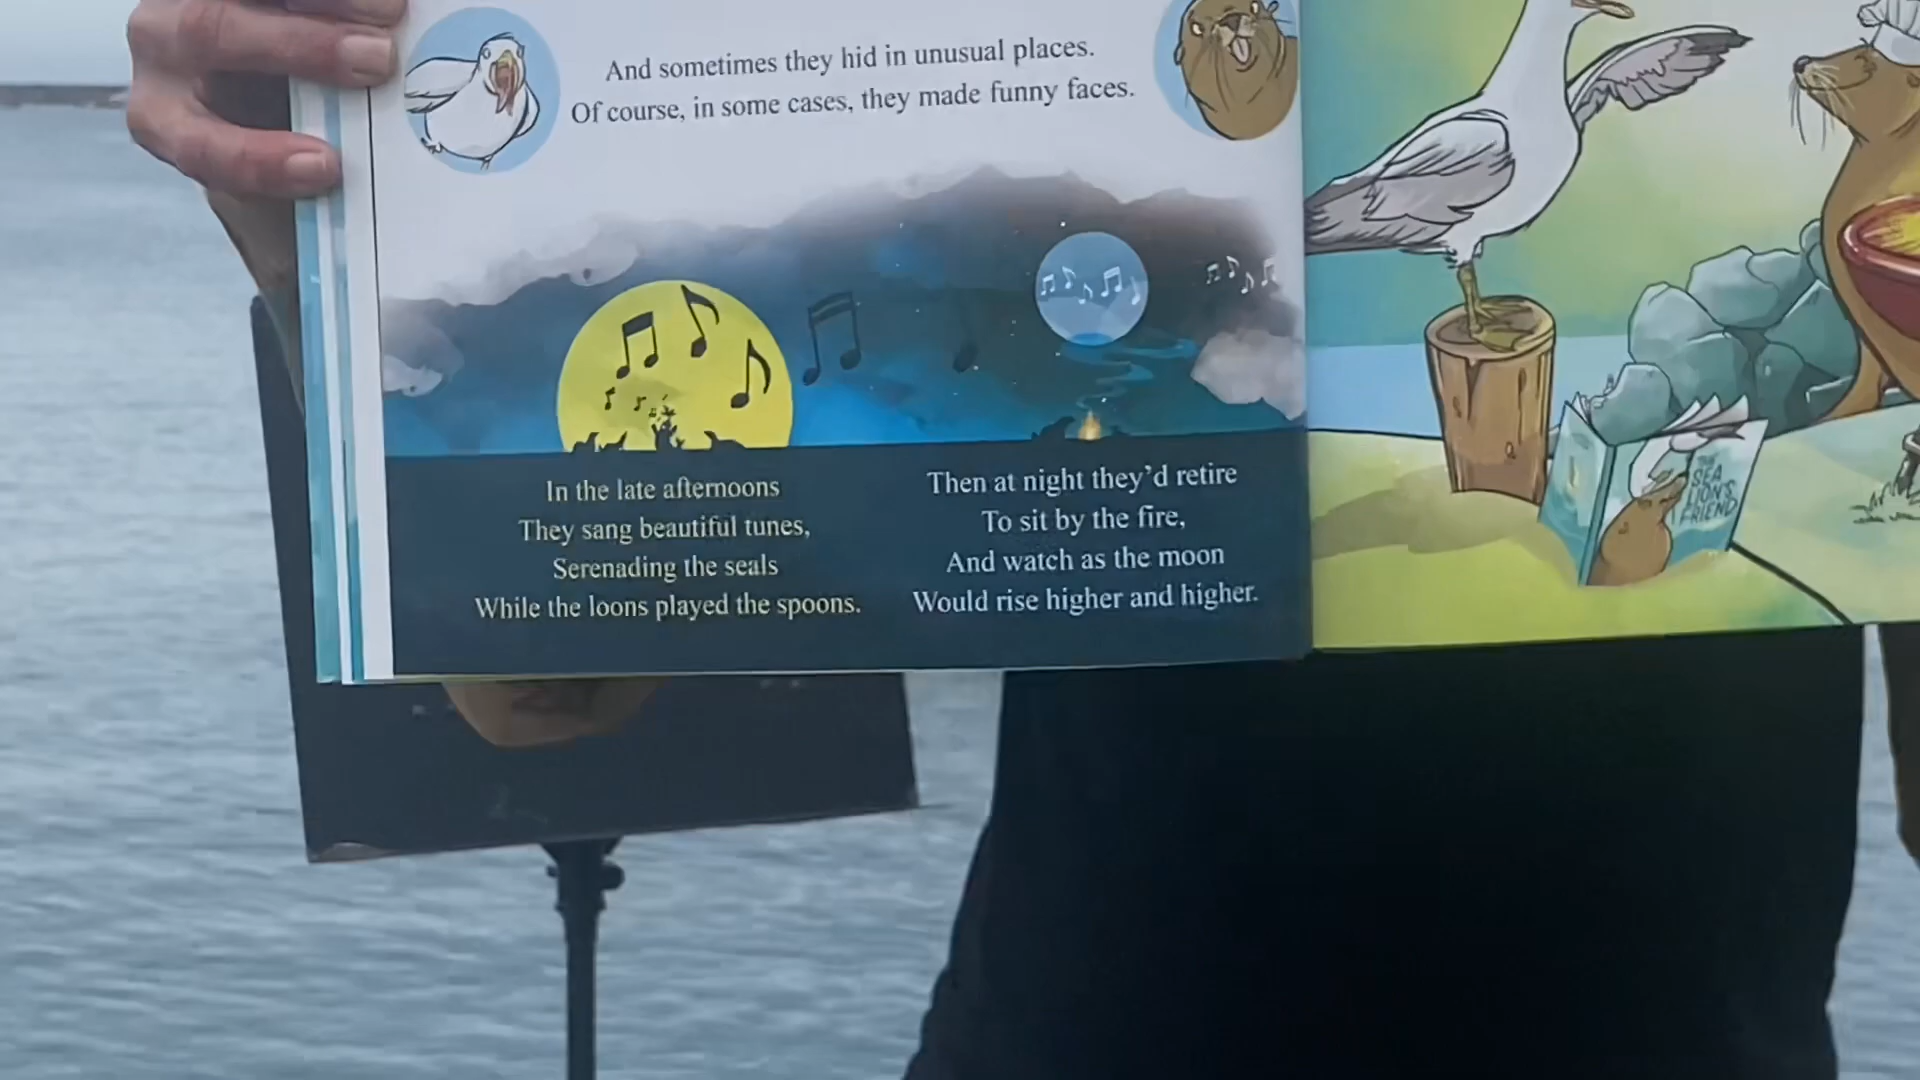 And sometimes they hid in unusual places.
Of course, in some cases, they made funny faces.
In the late afternoons
They sang beautiful tunes,
Serenading the seals
While the loons played the spoons.
Then at night they’d retire
To sit by the fire,
And watch as the moon
Would rise higher and higher.
THE
SEA
LION'S
FRIEND